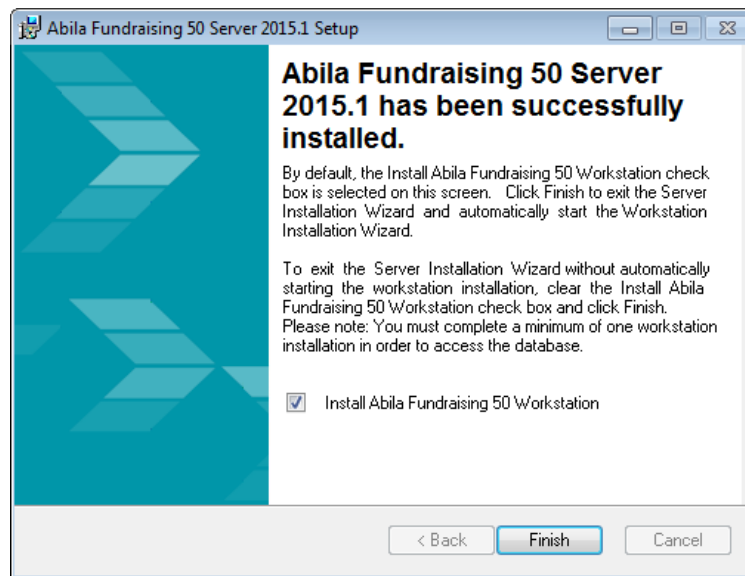 Abila Fundraising 50 Server 2015.1 Setup
Abila Fundraising 50 Server
2015.1 has been successfully
installed.
By default, the Install Abila Fundraising 50 Workstation check
box is selected on this screen. Click Finish to exit the Server
Installation Wizard and automatically start the Workstation
Installation Wizard.
To exit the Server Installation Wizard without automatically
starting the workstation installation, clear the Install Abila
Fundraising 50 Workstation check box and click Finish.
Please note: You must complete a minimum of one workstation
installation in order to access the database.
Install Abila Fundraising 50 Workstation
< Back Finish Cancel